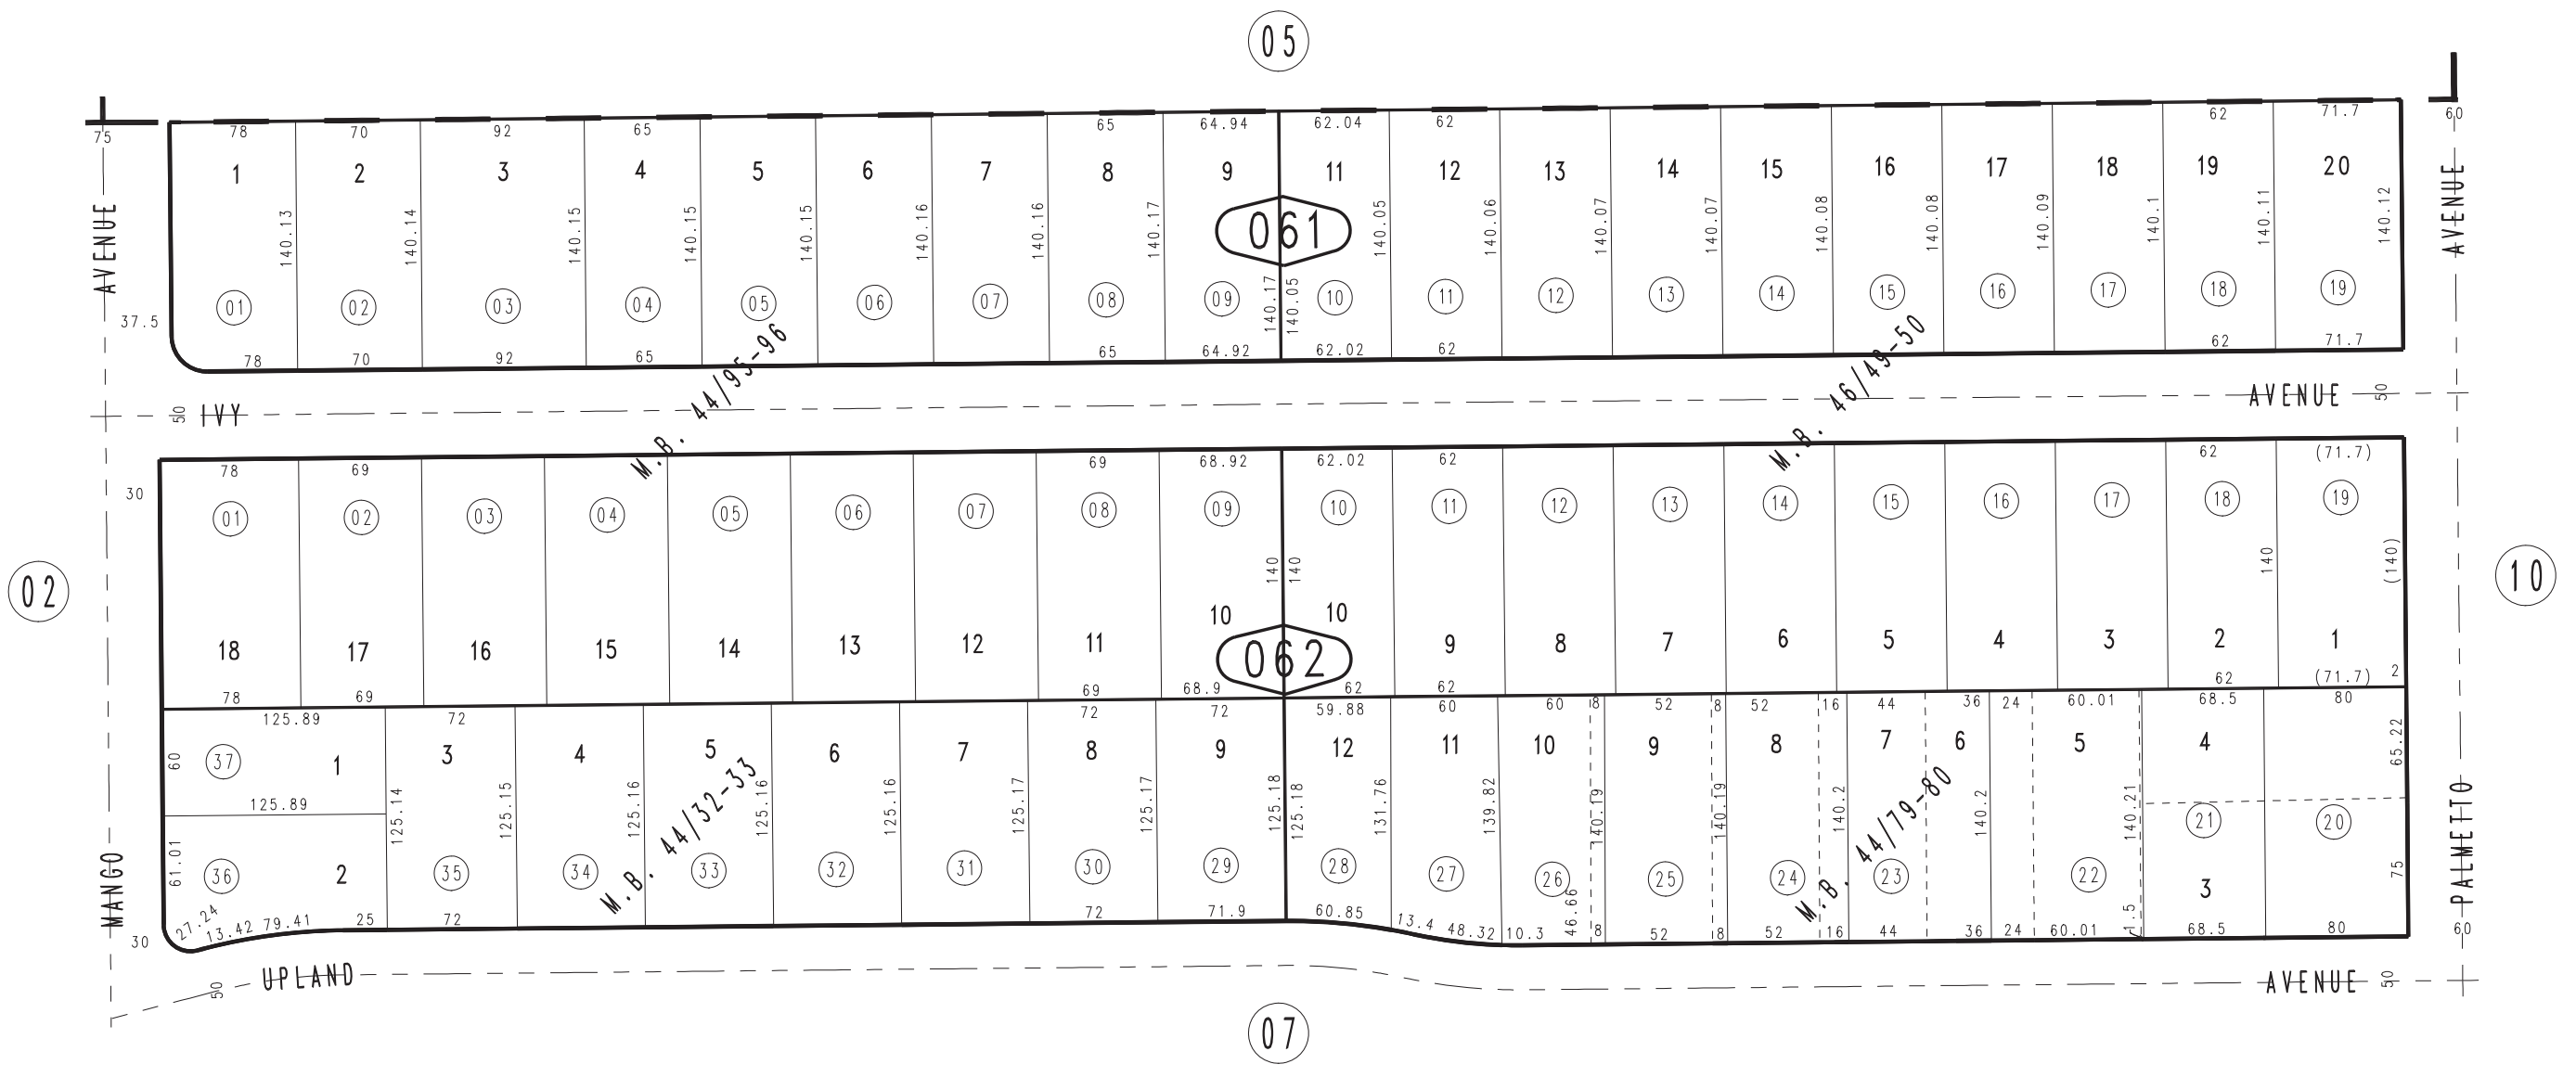 05
75 78 70 92 65 65 64.94 62.04 62 62 71.7 60
1 2 3 4 5 6 7 8 9 11 12 13 14 15 16 17 18 19 20
AVENUE 140.13 140.14 140.15 140.15 140.15 140.16 140.16 140.17 061 140.05 140.06 140.07 140.07 140.08 140.08 140.09 140.1 140.11 140.12 AVENUE
01 02 03 04 05 06 07 08 09 140.17 140.05 10 11 12 13 14 15 16 17 18 19
37.5
78 70 92 65 65 64.92 62.02 62 62 71.7
M.B. 44/95-96
M.B. 46/49-50
50 IVY AVENUE 50
78 69 69 68.92 62.02 62 62 (71.7)
30
01 02 03 04 05 06 07 08 09 10 11 12 13 14 15 16 17 18 19
02 140 140 140 (140) 10
10 10
18 17 16 15 14 13 12 11 062 9 8 7 6 5 4 3 2 1
78 69 69 68.9 62 62 62 (71.7) 2
125.89 72 72 72 59.88 60 60 8 52 8 52 16 44 36 24 60.01 68.5 80
60 37 1 3 4 5 6 7 8 9 12 11 10 9 8 7 6 5 4 65.22
125.89
125.14 125.15 125.16 125.16 125.16 125.17 125.17 125.18 125.18 131.76 139.82 140.19 140.19 140.2 140.2 140.21
M.B. 44/32-33
M.B. 44/79-80
61.01 36 2 35 34 33 32 31 30 29 28 27 26 25 24 23 22 21 20
3 75
46.66 1.5
27.24 13.42 79.41 25 72 72 71.9 60.85 13.4 48.32 10.3 8 52 8 52 16 44 36 24 60.01 68.5 80
MANGO PALMETTO
30 60
50 UPLAND AVENUE 50
07